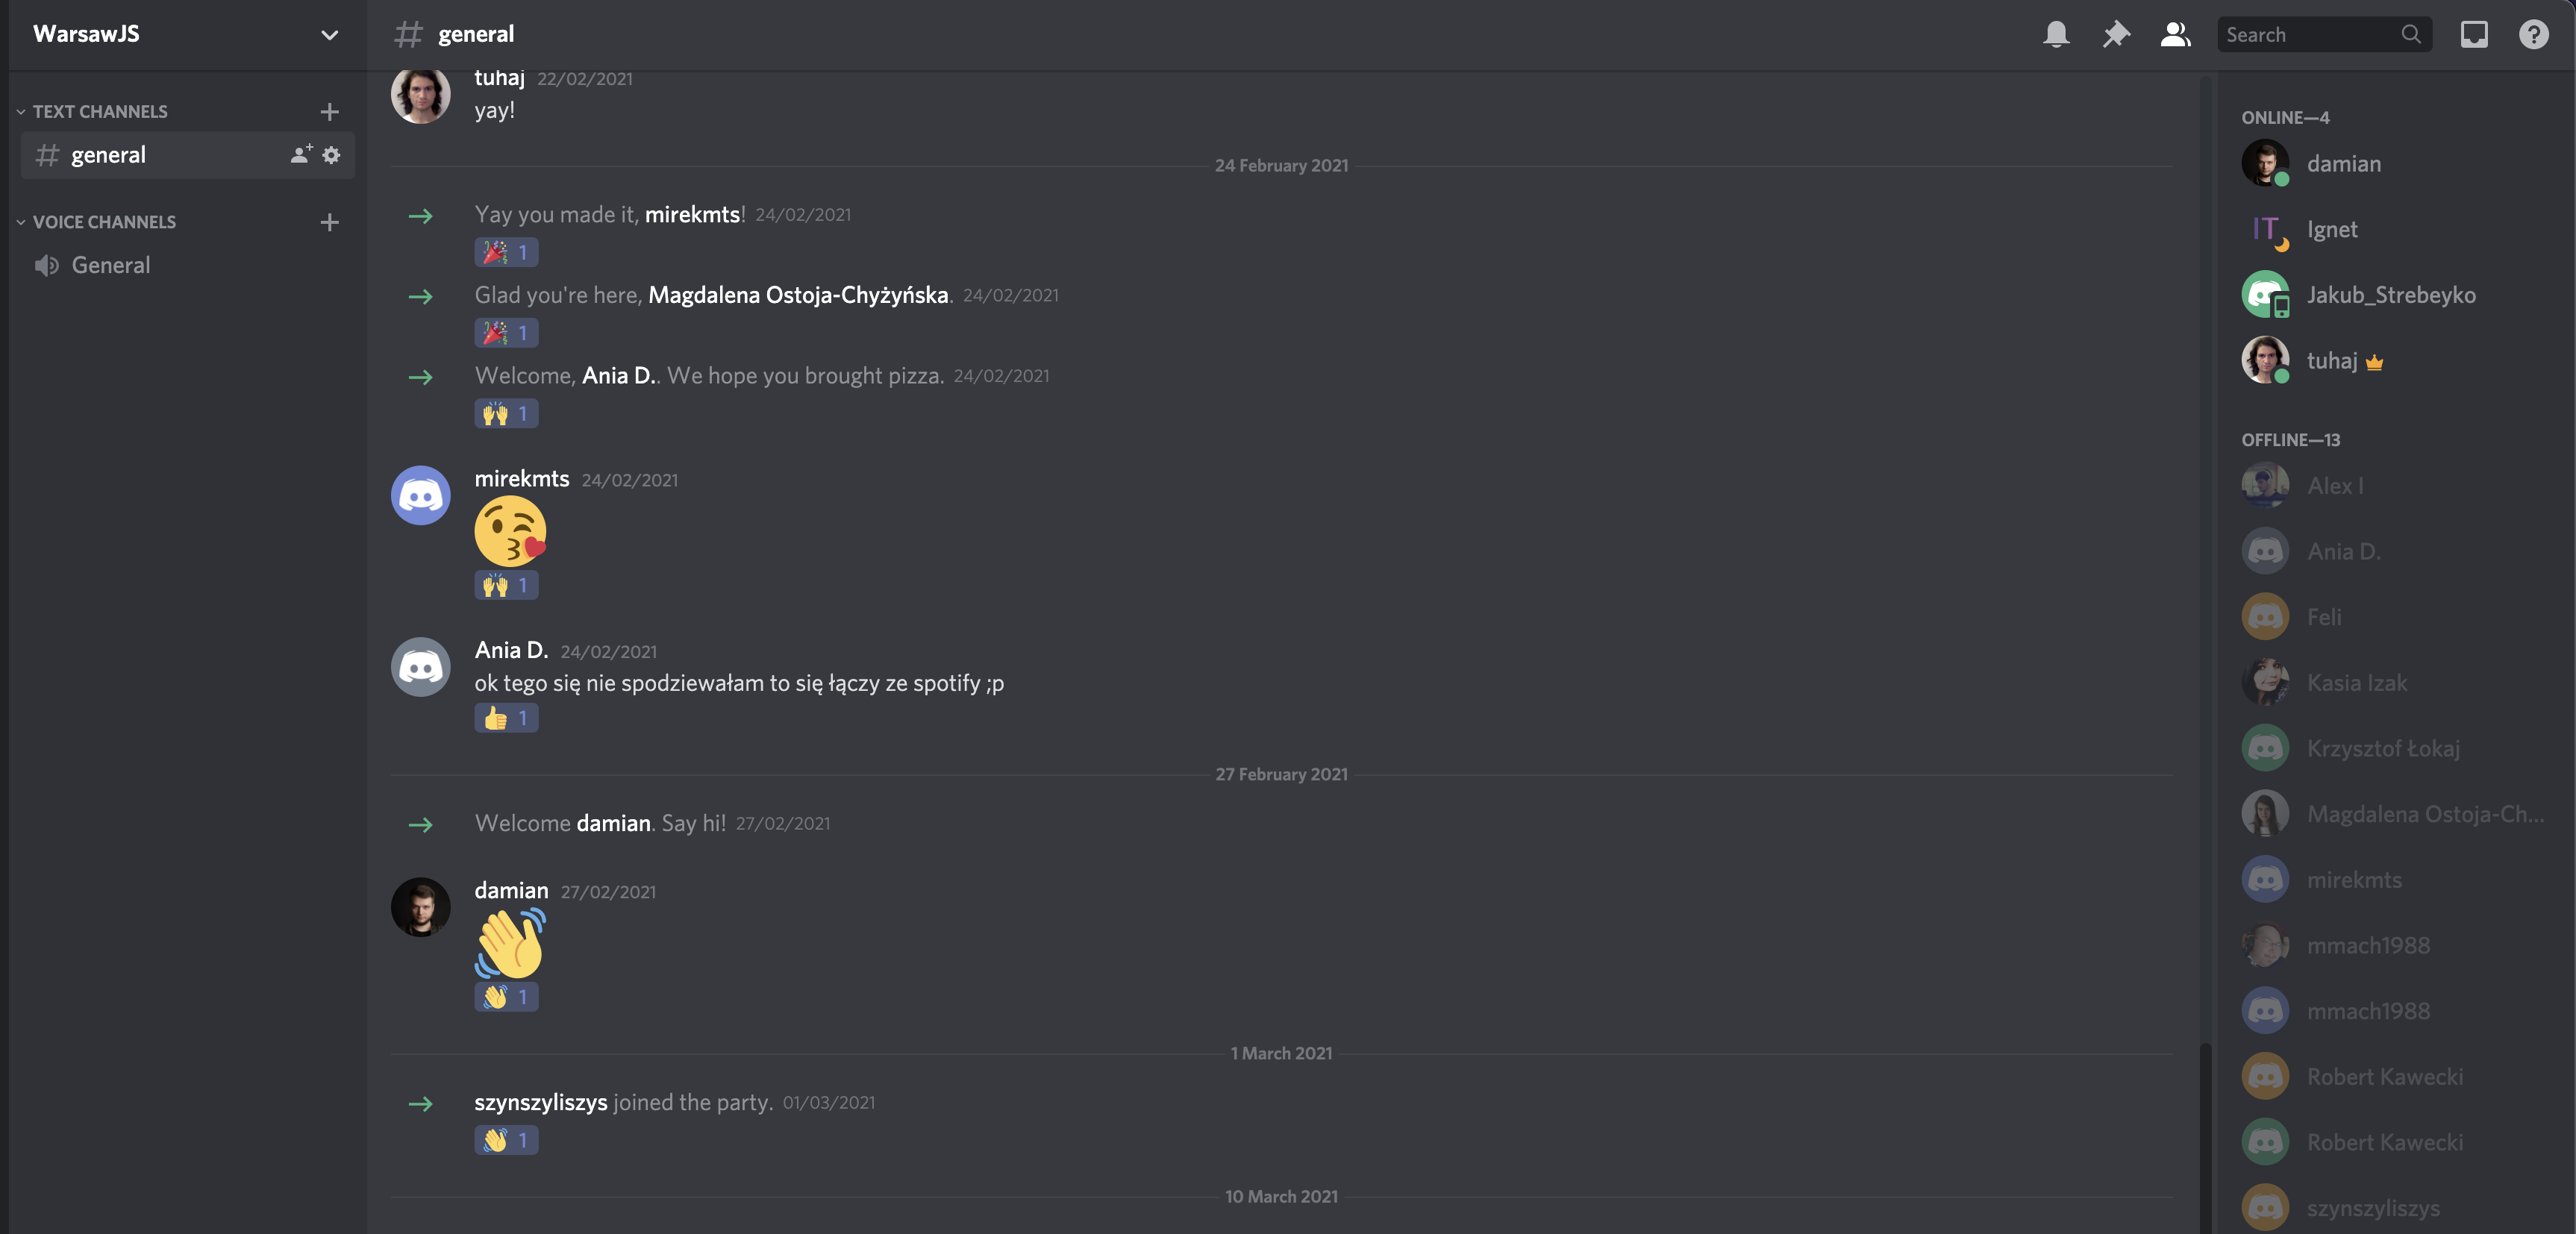 WarsawJS
TEXT CHANNELS
general
VOICE CHANNELS
General
general
Search
tuhaj 22/02/2021
yay!
24 February 2021
Yay you made it, mirekmts! 24/02/2021
1
Glad you're here, Magdalena Ostoja-Chyżyńska. 24/02/2021
1
Welcome, Ania D.. We hope you brought pizza. 24/02/2021
1
mirekmts 24/02/2021
1
Ania D. 24/02/2021
ok tego się nie spodziewałam to się łączy ze spotify ;p
1
27 February 2021
Welcome damian. Say hi! 27/02/2021
damian 27/02/2021
1
1 March 2021
szynszyliszys joined the party. 01/03/2021
1
10 March 2021
ONLINE—4
damian
IT
Ignet
Jakub_Strebeyko
tuhaj
OFFLINE—13
Alex I
Ania D.
Feli
Kasia Izak
Krzysztof Łokaj
Magdalena Ostoja-Ch...
mirekmts
mmach1988
mmach1988
Robert Kawecki
Robert Kawecki
szynszyliszys